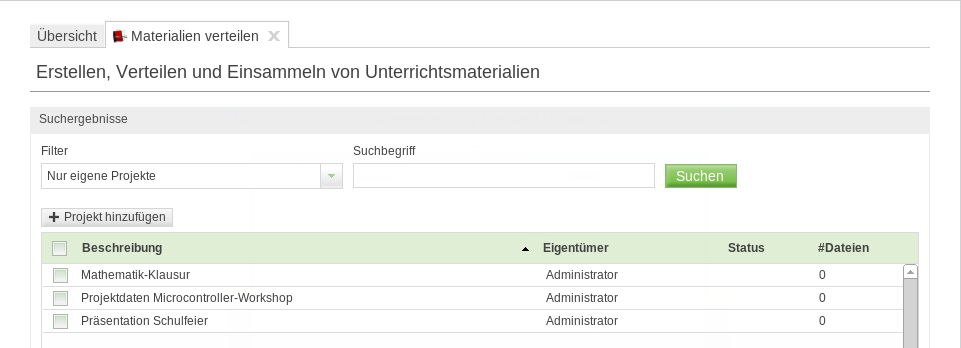 Übersicht Materialien verteilen
Erstellen, Verteilen und Einsammeln von Unterrichtsmaterialien
Suchergebnisse
Filter Suchbegriff
Nur eigene Projekte Suchen
Projekt hinzufügen
Beschreibung Eigentümer Status #Dateien
Mathematik-Klausur Administrator 0
Projektdaten Microcontroller-Workshop Administrator 0
Präsentation Schulfeier Administrator 0